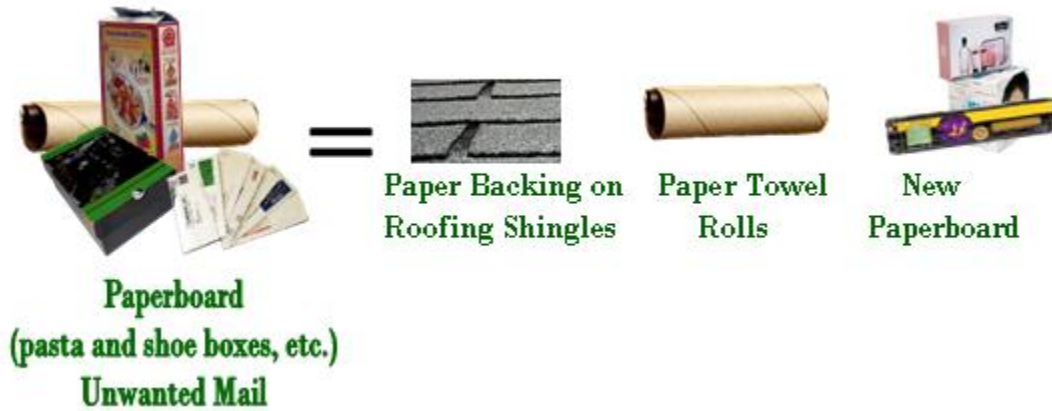 Paper Backing on
Roofing Shingles
Paper Towel
Rolls
New
Paperboard
Paperboard
(pasta and shoe boxes, etc.)
Unwanted Mail